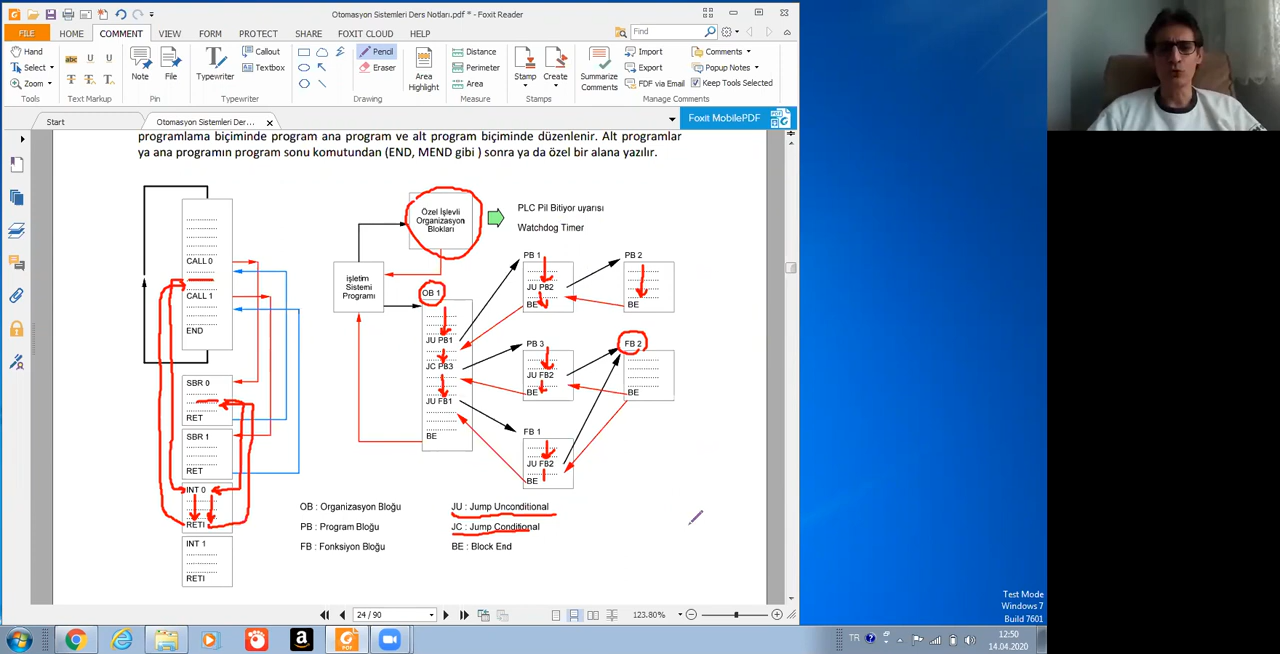 Otomasyon Sistemleri Ders Notları.pdf * - Foxit Reader
FILE HOME COMMENT VIEW FORM PROTECT SHARE FOXIT CLOUD HELP
Find
Hand
Select
Zoom
Tools
Text Markup
Note
File
Pin
Typewriter
Callout
Textbox
Typewriter
Pencil
Eraser
Drawing
Area
Highlight
Distance
Perimeter
Area
Measure
Stamp
Create
Stamps
Summarize
Comments
Import
Export
FDF via Email
Comments
Popup Notes
Keep Tools Selected
Manage Comments
Start
Otomasyon Sistemleri Ders...
Foxit MobilePDF
programlama biçiminde program ana program ve alt program biçiminde düzenlenir. Alt programlar
ya ana programın program sonu komutundan (END, MEND gibi ) sonra ya da özel bir alana yazılır.
CALL 0
CALL 1
END
SBR 0
RET
SBR 1
RET
INT 0
RETI
INT 1
RETI
Özel İşlevli
Organizasyon
Blokları
PLC Pil Bitiyor uyarısı
Watchdog Timer
işletim
Sistemi
Programı
OB 1
JU PB1
JC PB3
JU FB1
BE
PB 1
JU PB2
BE
PB 2
BE
PB 3
JU FB2
BE
FB 2
BE
FB 1
JU FB2
BE
OB : Organizasyon Bloğu
PB : Program Bloğu
FB : Fonksiyon Bloğu
JU : Jump Unconditional
JC : Jump Conditional
BE : Block End
24 / 90
123.80%
Test Mode
Windows 7
Build 7601
TR
12:50
14.04.2020